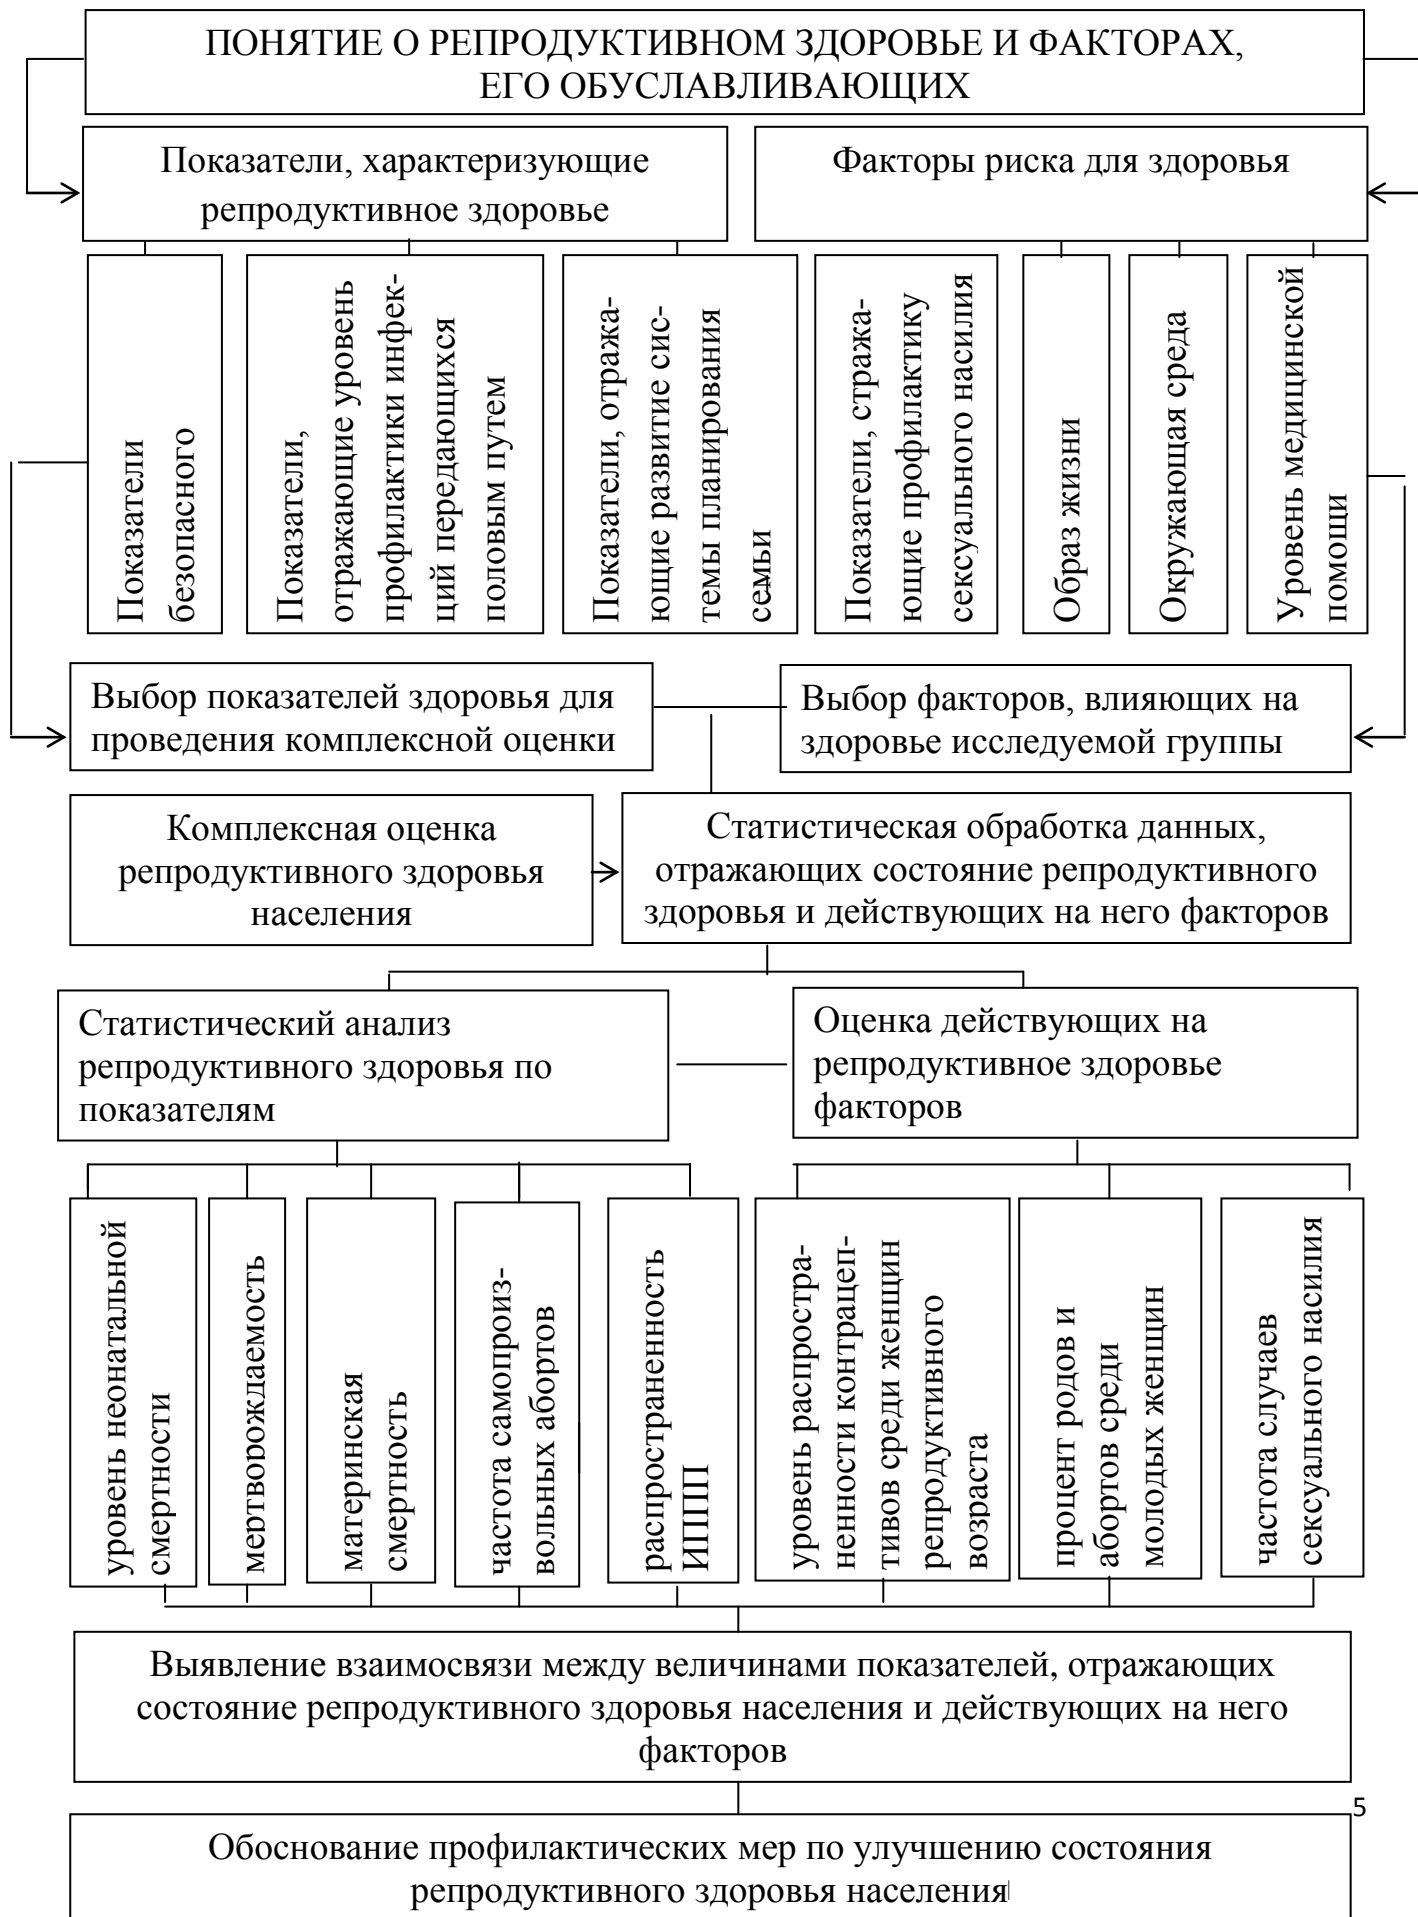 ПОНЯТИЕ О РЕПРОДУКТИВНОМ ЗДОРОВЬЕ И ФАКТОРАХ,
ЕГО ОБУСЛАВЛИВАЮЩИХ
Показатели, характеризующие
репродуктивное здоровье
Факторы риска для здоровья
Показатели
безопасного
Показатели,
отражающие уровень
профилактики инфек-
ций передающихся
половым путем
Показатели, отража-
ющие развитие сис-
темы планирования
семьи
Показатели, стража-
ющие профилактику
сексуального насилия
Образ жизни
Окружающая среда
Уровень медицинской
помощи
Выбор показателей здоровья для
проведения комплексной оценки
Выбор факторов, влияющих на
здоровье исследуемой группы
Комплексная оценка
репродуктивного здоровья
населения
Статистическая обработка данных,
отражающих состояние репродуктивного
здоровья и действующих на него факторов
Статистический анализ
репродуктивного здоровья по
показателям
Оценка действующих на
репродуктивное здоровье
факторов
уровень неонатальной
смертности
мертворождаемость
материнская
смертность
частота самопроиз-
вольных абортов
распространенность
ИППП
уровень распростра-
ненности контрацеп-
тивов среди женщин
репродуктивного
возраста
процент родов и
абортов среди
молодых женщин
частота случаев
сексуального насилия
Выявление взаимосвязи между величинами показателей, отражающих
состояние репродуктивного здоровья населения и действующих на него
факторов
5
Обоснование профилактических мер по улучшению состояния
репродуктивного здоровья населения